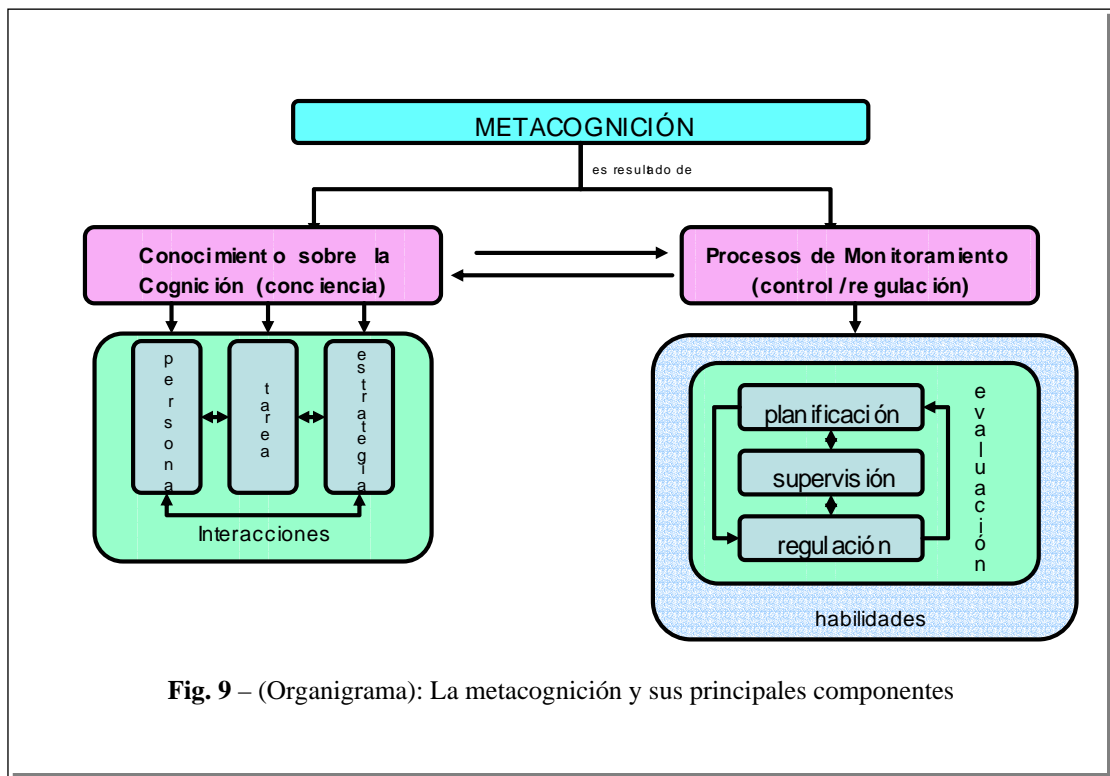 METACOGNICIÓN
es resultado de
Conocimiento sobre la
Cognición (conciencia)
Procesos de Monitoramiento
(control/regulación)
persona
tarea
estrategia
Interacciones
planificación
supervisión
regulación
evaluación
habilidades
Fig. 9 – (Organigrama): La metacognición y sus principales componentes